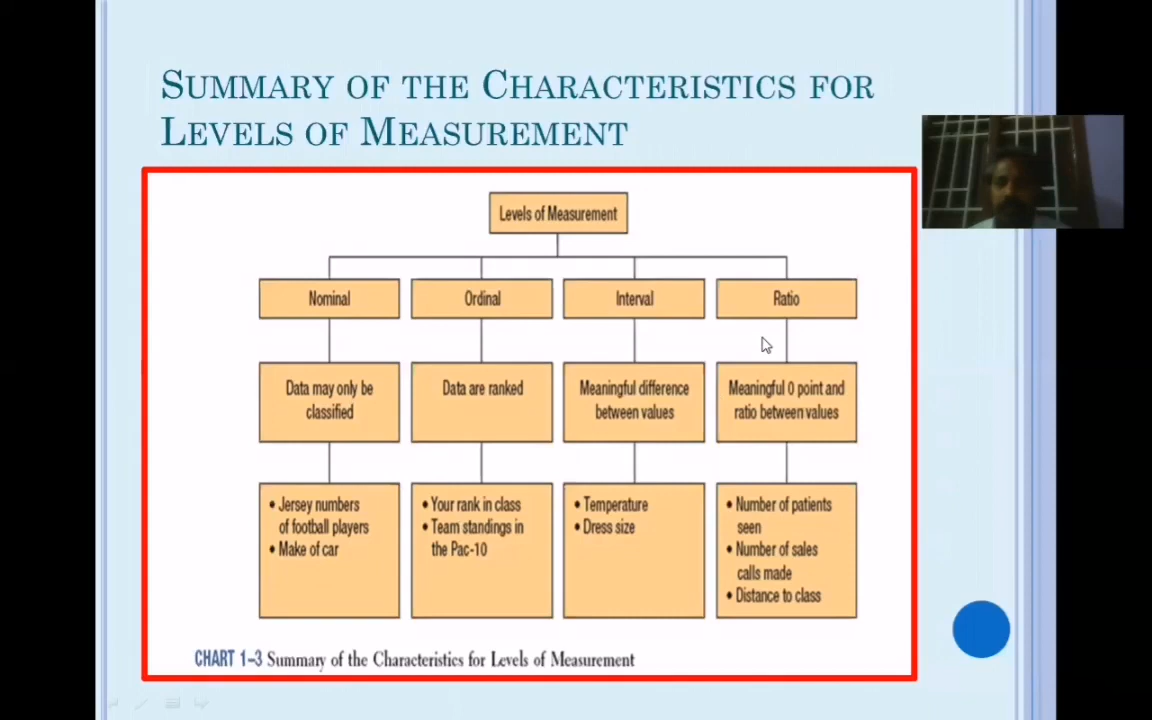 SUMMARY OF THE CHARACTERISTICS FOR
LEVELS OF MEASUREMENT
Levels of Measurement
Nominal
Ordinal
Interval
Ratio
Data may only be
classified
Data are ranked
Meaningful difference
between values
Meaningful 0 point and
ratio between values
• Jersey numbers
of football players
• Make of car
• Your rank in class
• Team standings in
the Pac-10
• Temperature
• Dress size
• Number of patients
seen
• Number of sales
calls made
• Distance to class
CHART 1–3 Summary of the Characteristics for Levels of Measurement